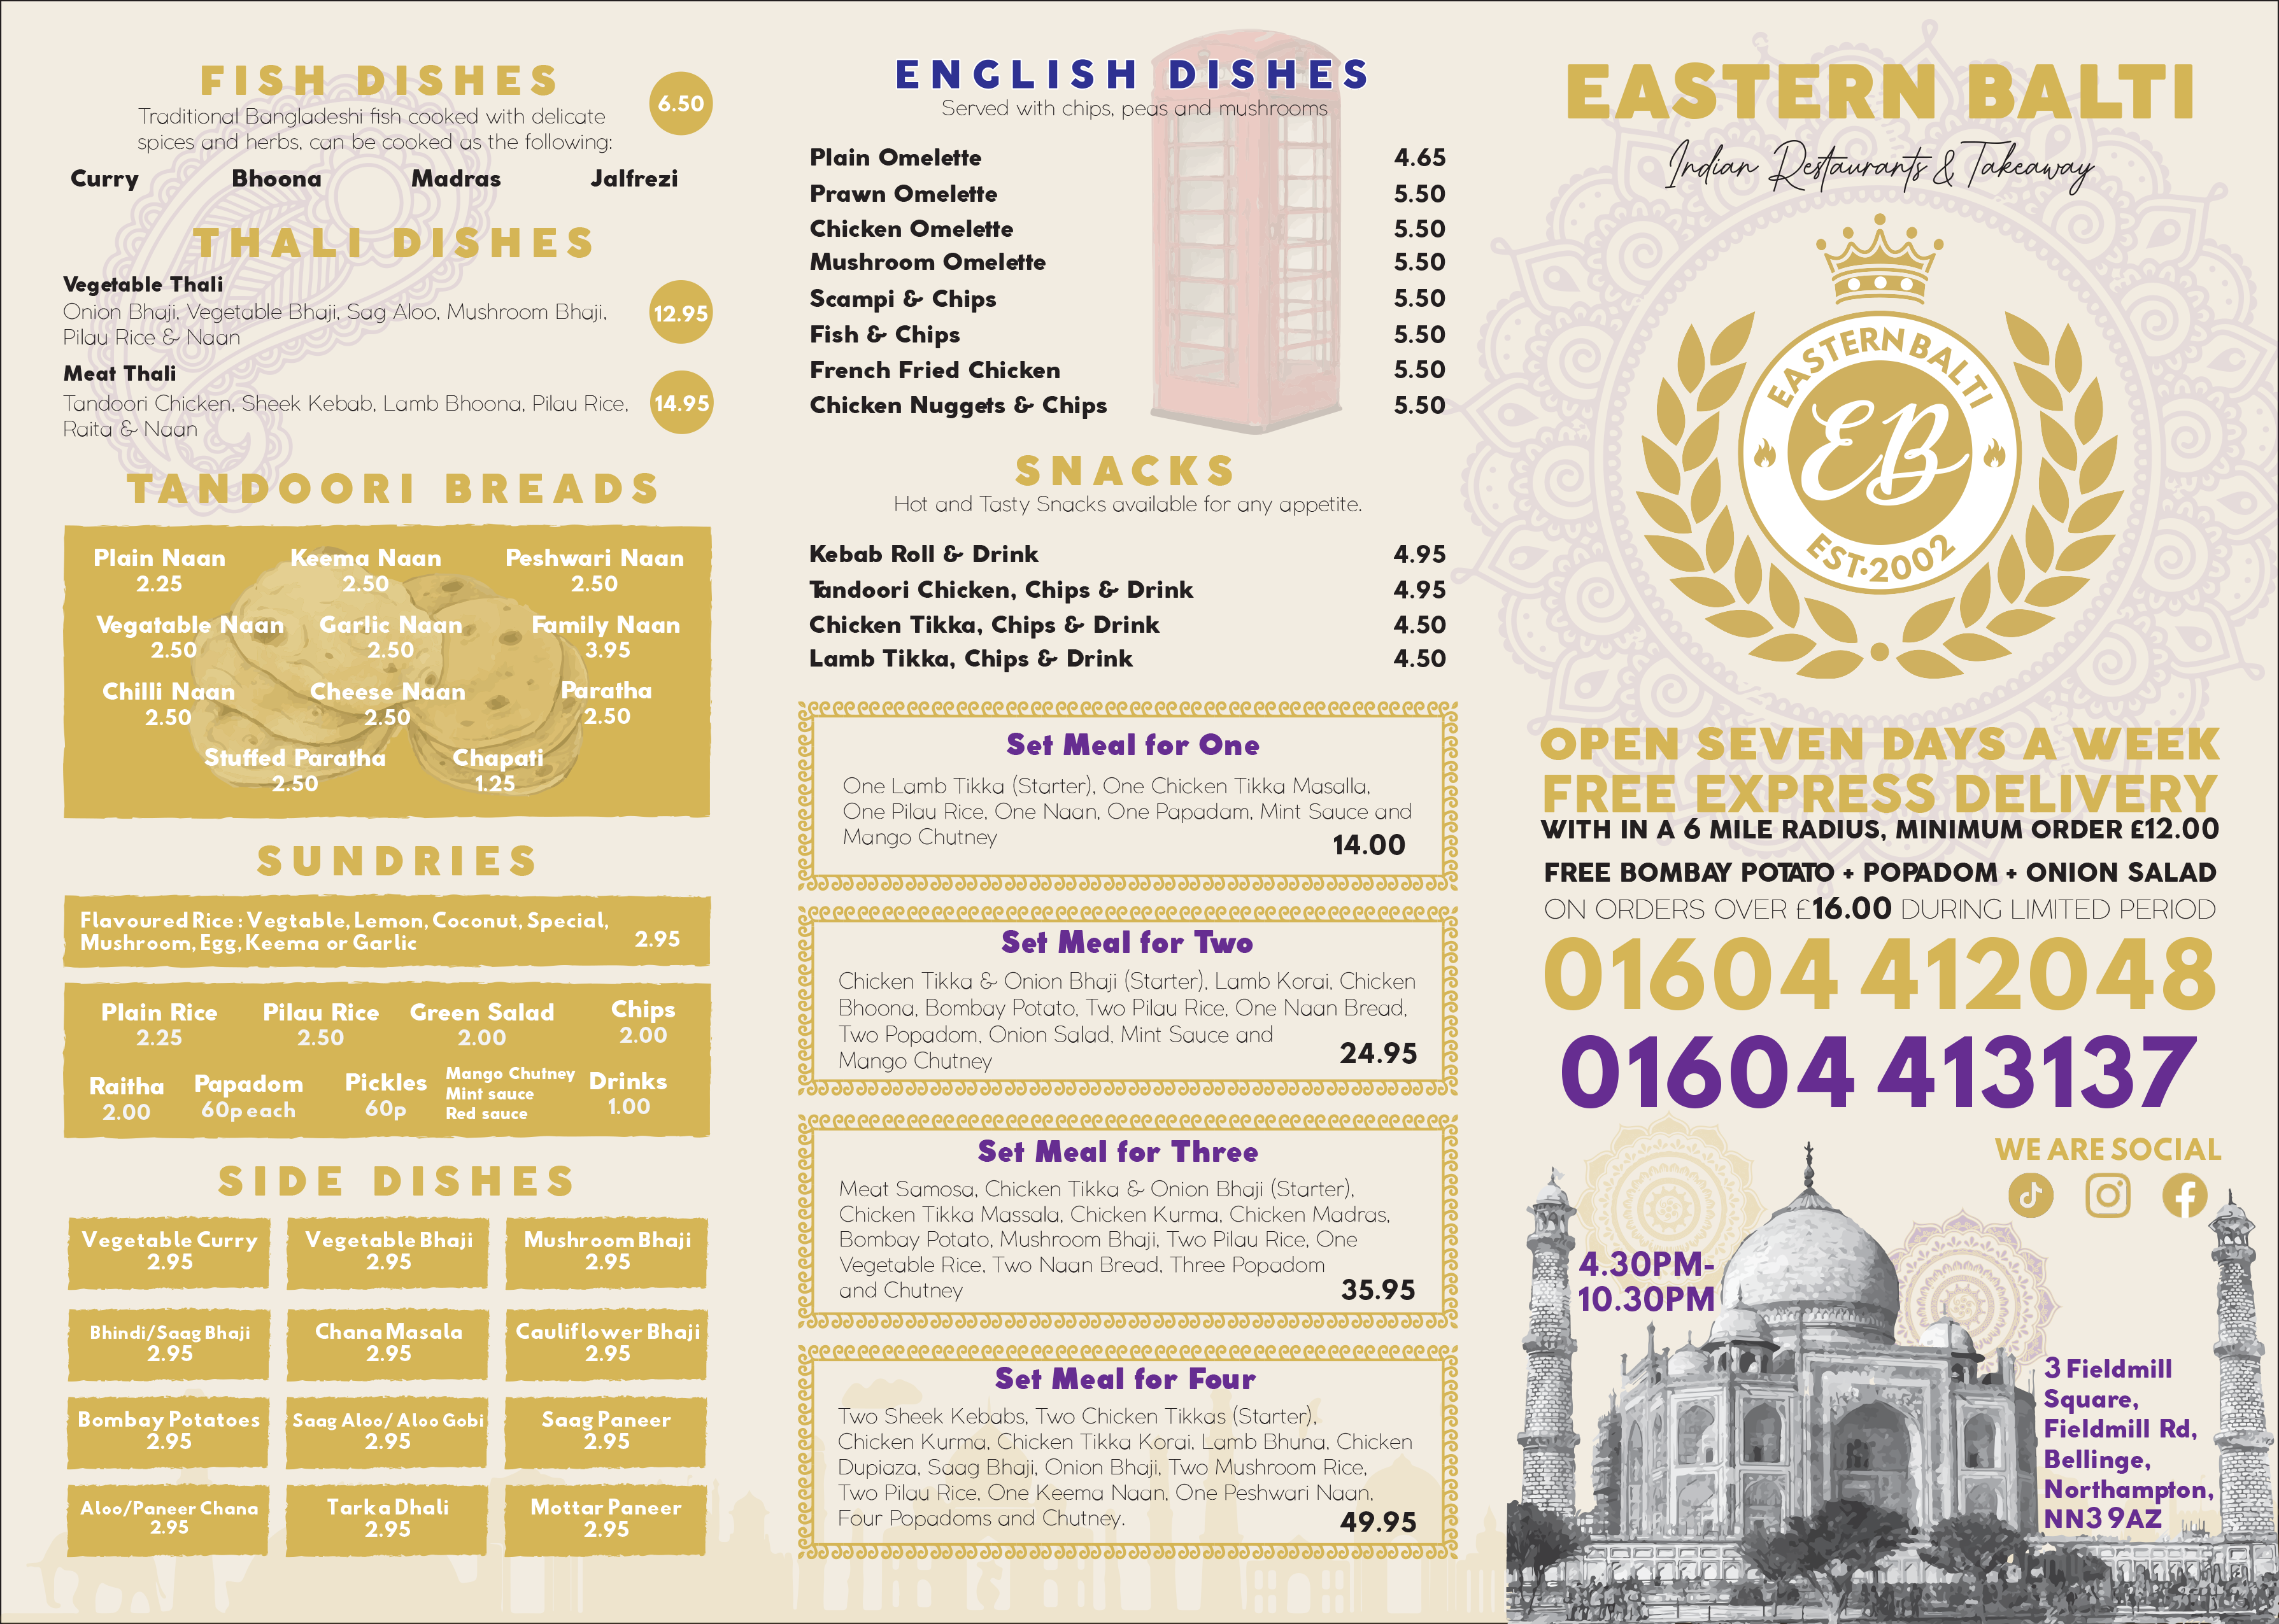 FISH DISHES
Traditional Bangladeshi fish cooked with delicate
spices and herbs, can be cooked as the following:
6.50
Curry Bhoona Madras Jalfrezi
THALI DISHES
Vegetable Thali
Onion Bhaji, Vegetable Bhaji, Sag Aloo, Mushroom Bhaji,
Pilau Rice & Naan
12.95
Meat Thali
Tandoori Chicken, Sheek Kebab, Lamb Bhoona, Pilau Rice,
Raita & Naan
14.95
TANDOORI BREADS
Plain Naan Keema Naan Peshwari Naan
2.25 2.50 2.50
Vegatable Naan Garlic Naan Family Naan
2.50 2.50 3.95
Chilli Naan Cheese Naan Paratha
2.50 2.50 2.50
Stuffed Paratha Chapati
2.50 1.25
SUNDRIES
Flavoured Rice : Vegtable, Lemon, Coconut, Special,
Mushroom, Egg, Keema or Garlic 2.95
Plain Rice Pilau Rice Green Salad Chips
2.25 2.50 2.00 2.00
Raitha Papadom Pickles Mango Chutney Drinks
2.00 60p each 60p Mint sauce 1.00
Red sauce
SIDE DISHES
Vegetable Curry Vegetable Bhaji Mushroom Bhaji
2.95 2.95 2.95
Bhindi/Saag Bhaji Chana Masala Cauliflower Bhaji
2.95 2.95 2.95
Bombay Potatoes Saag Aloo/ Aloo Gobi Saag Paneer
2.95 2.95 2.95
Aloo/Paneer Chana Tarka Dhali Mottar Paneer
2.95 2.95 2.95
ENGLISH DISHES
Served with chips, peas and mushrooms
Plain Omelette 4.65
Prawn Omelette 5.50
Chicken Omelette 5.50
Mushroom Omelette 5.50
Scampi & Chips 5.50
Fish & Chips 5.50
French Fried Chicken 5.50
Chicken Nuggets & Chips 5.50
SNACKS
Hot and Tasty Snacks available for any appetite.
Kebab Roll & Drink 4.95
Tandoori Chicken, Chips & Drink 4.95
Chicken Tikka, Chips & Drink 4.50
Lamb Tikka, Chips & Drink 4.50
Set Meal for One
One Lamb Tikka (Starter), One Chicken Tikka Masalla,
One Pilau Rice, One Naan, One Papadam, Mint Sauce and
Mango Chutney 14.00
Set Meal for Two
Chicken Tikka & Onion Bhaji (Starter), Lamb Korai, Chicken
Bhoona, Bombay Potato, Two Pilau Rice, One Naan Bread,
Two Popadom, Onion Salad, Mint Sauce and
Mango Chutney 24.95
Set Meal for Three
Meat Samosa, Chicken Tikka & Onion Bhaji (Starter),
Chicken Tikka Massala, Chicken Kurma, Chicken Madras,
Bombay Potato, Mushroom Bhaji, Two Pilau Rice, One
Vegetable Rice, Two Naan Bread, Three Popadom
and Chutney 35.95
Set Meal for Four
Two Sheek Kebabs, Two Chicken Tikkas (Starter),
Chicken Kurma, Chicken Tikka Korai, Lamb Bhuna, Chicken
Dupiaza, Saag Bhaji, Onion Bhaji, Two Mushroom Rice,
Two Pilau Rice, One Keema Naan, One Peshwari Naan,
Four Popadoms and Chutney. 49.95
EASTERN BALTI
Indian Restaurants & Takeaway
EASTERN BALTI
EB
EST·2002
OPEN SEVEN DAYS A WEEK
FREE EXPRESS DELIVERY
WITH IN A 6 MILE RADIUS, MINIMUM ORDER £12.00
FREE BOMBAY POTATO + POPADOM + ONION SALAD
ON ORDERS OVER £16.00 DURING LIMITED PERIOD
01604 412048
01604 413137
WE ARE SOCIAL
4.30PM-
10.30PM
3 Fieldmill
Square,
Fieldmill Rd,
Bellinge,
Northampton,
NN3 9AZ